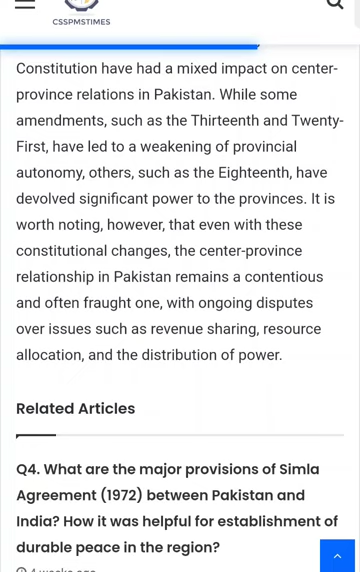 CSSPMSTIMES
Constitution have had a mixed impact on center-
province relations in Pakistan. While some
amendments, such as the Thirteenth and Twenty-
First, have led to a weakening of provincial
autonomy, others, such as the Eighteenth, have
devolved significant power to the provinces. It is
worth noting, however, that even with these
constitutional changes, the center-province
relationship in Pakistan remains a contentious
and often fraught one, with ongoing disputes
over issues such as revenue sharing, resource
allocation, and the distribution of power.
Related Articles
Q4. What are the major provisions of Simla
Agreement (1972) between Pakistan and
India? How it was helpful for establishment of
durable peace in the region?
4 weeks ago